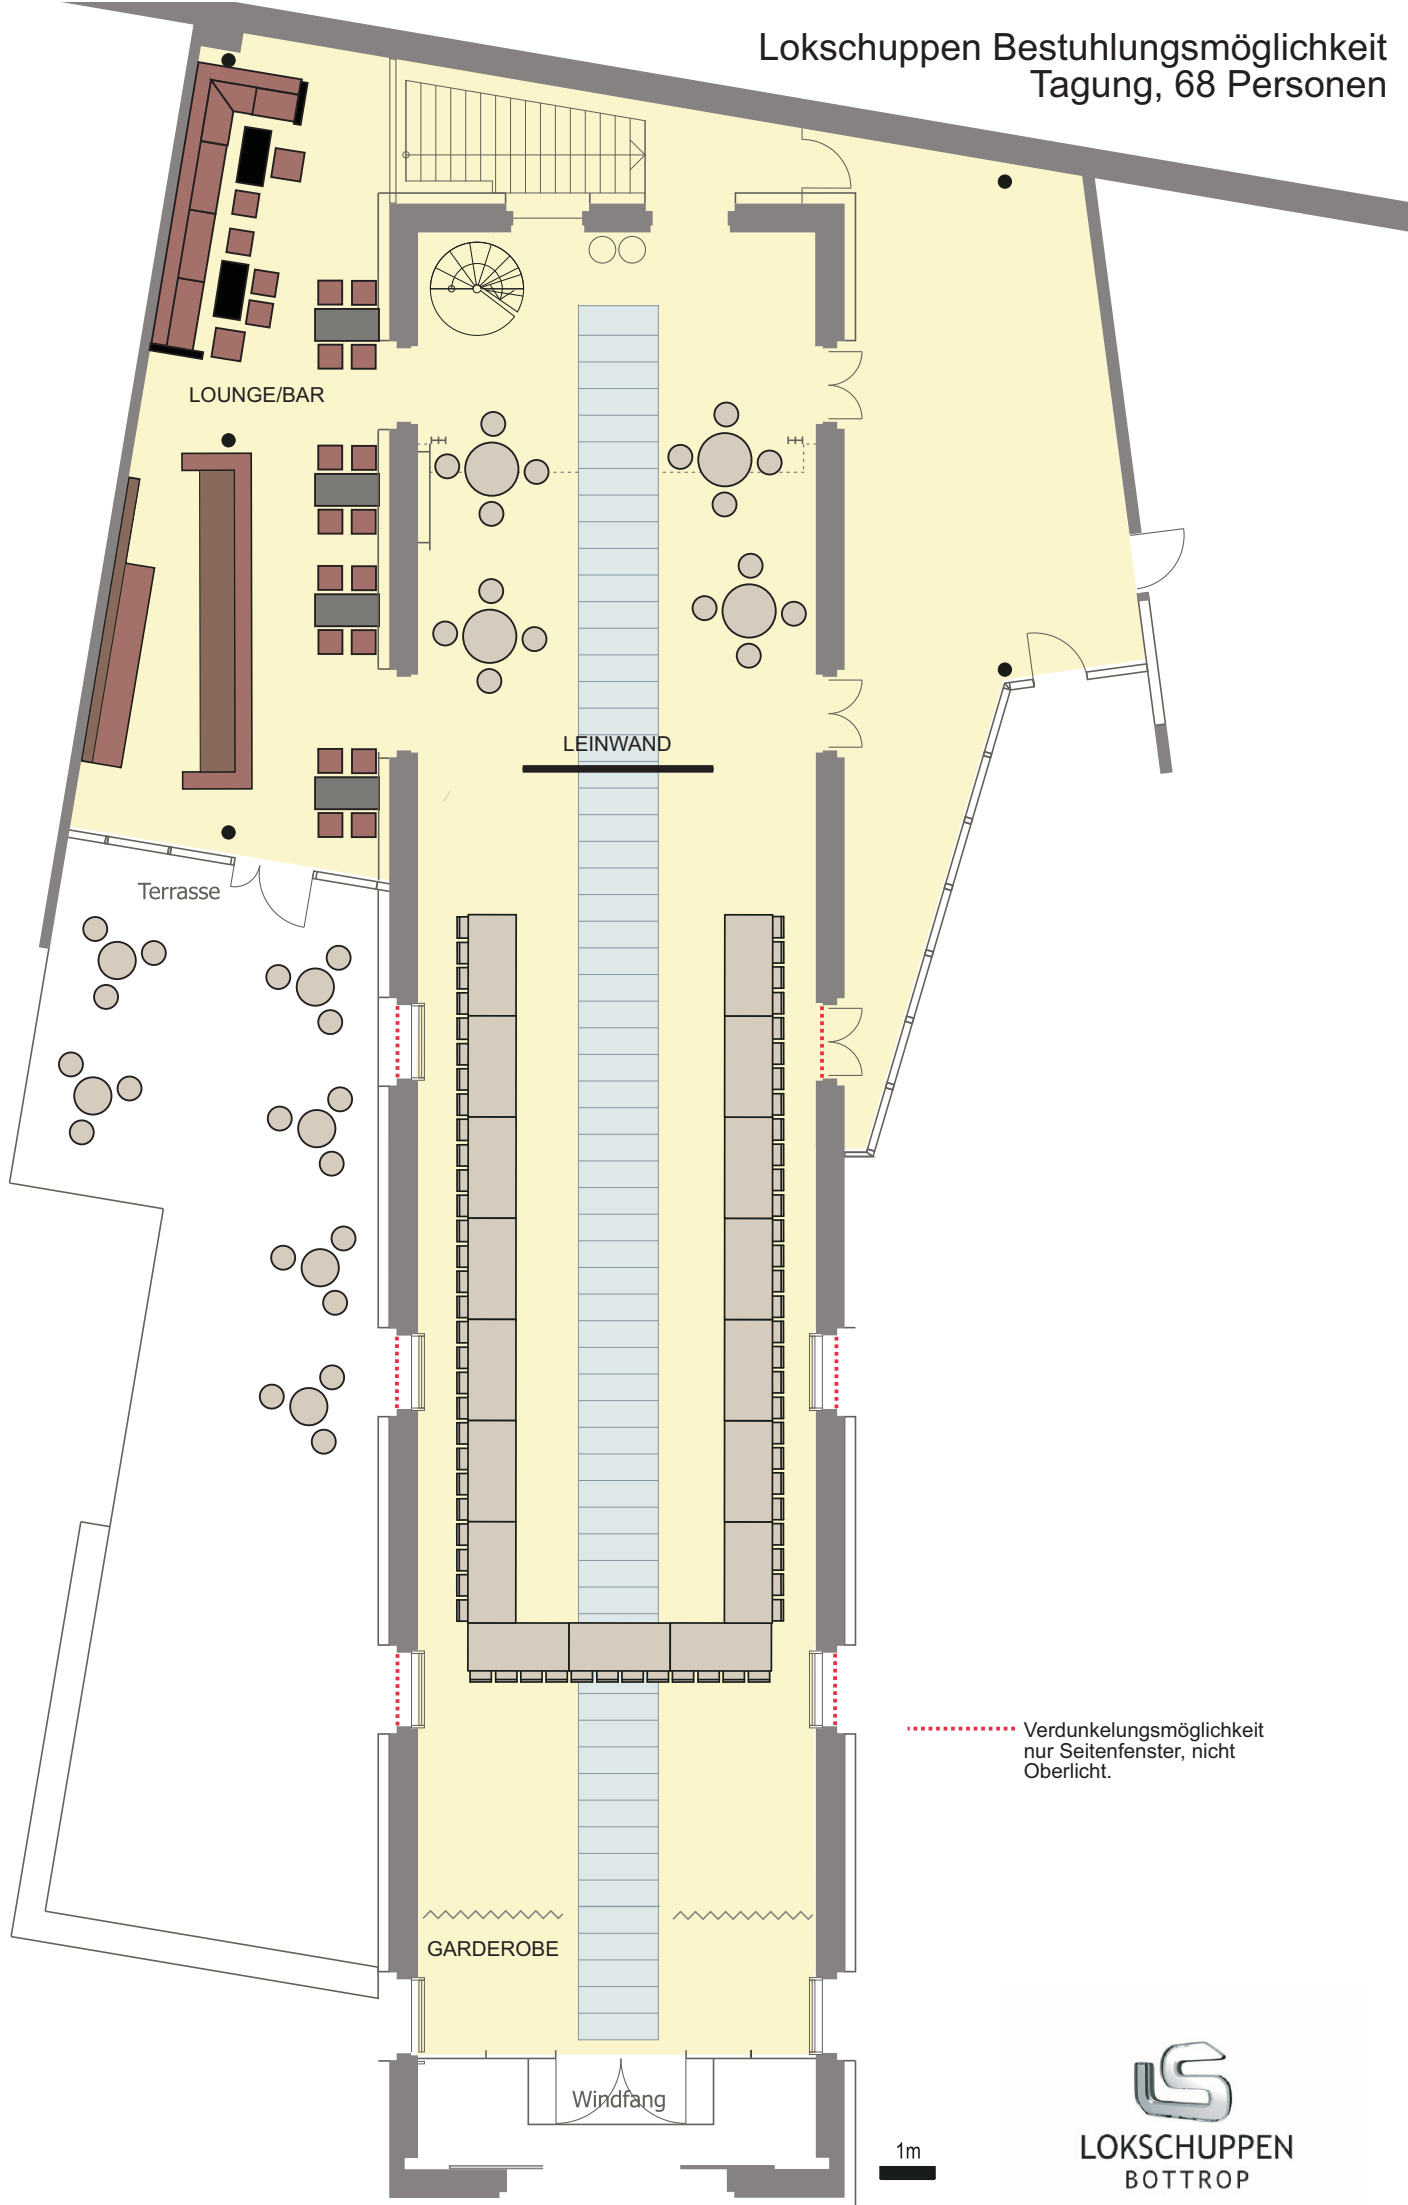 Lokschuppen Bestuhlungsmöglichkeit
Tagung, 68 Personen
LOUNGE/BAR
LEINWAND
Terrasse
Verdunkelungsmöglichkeit
nur Seitenfenster, nicht
Oberlicht.
GARDEROBE
Windfang
1m
LS
LOKSCHUPPEN
BOTTROP